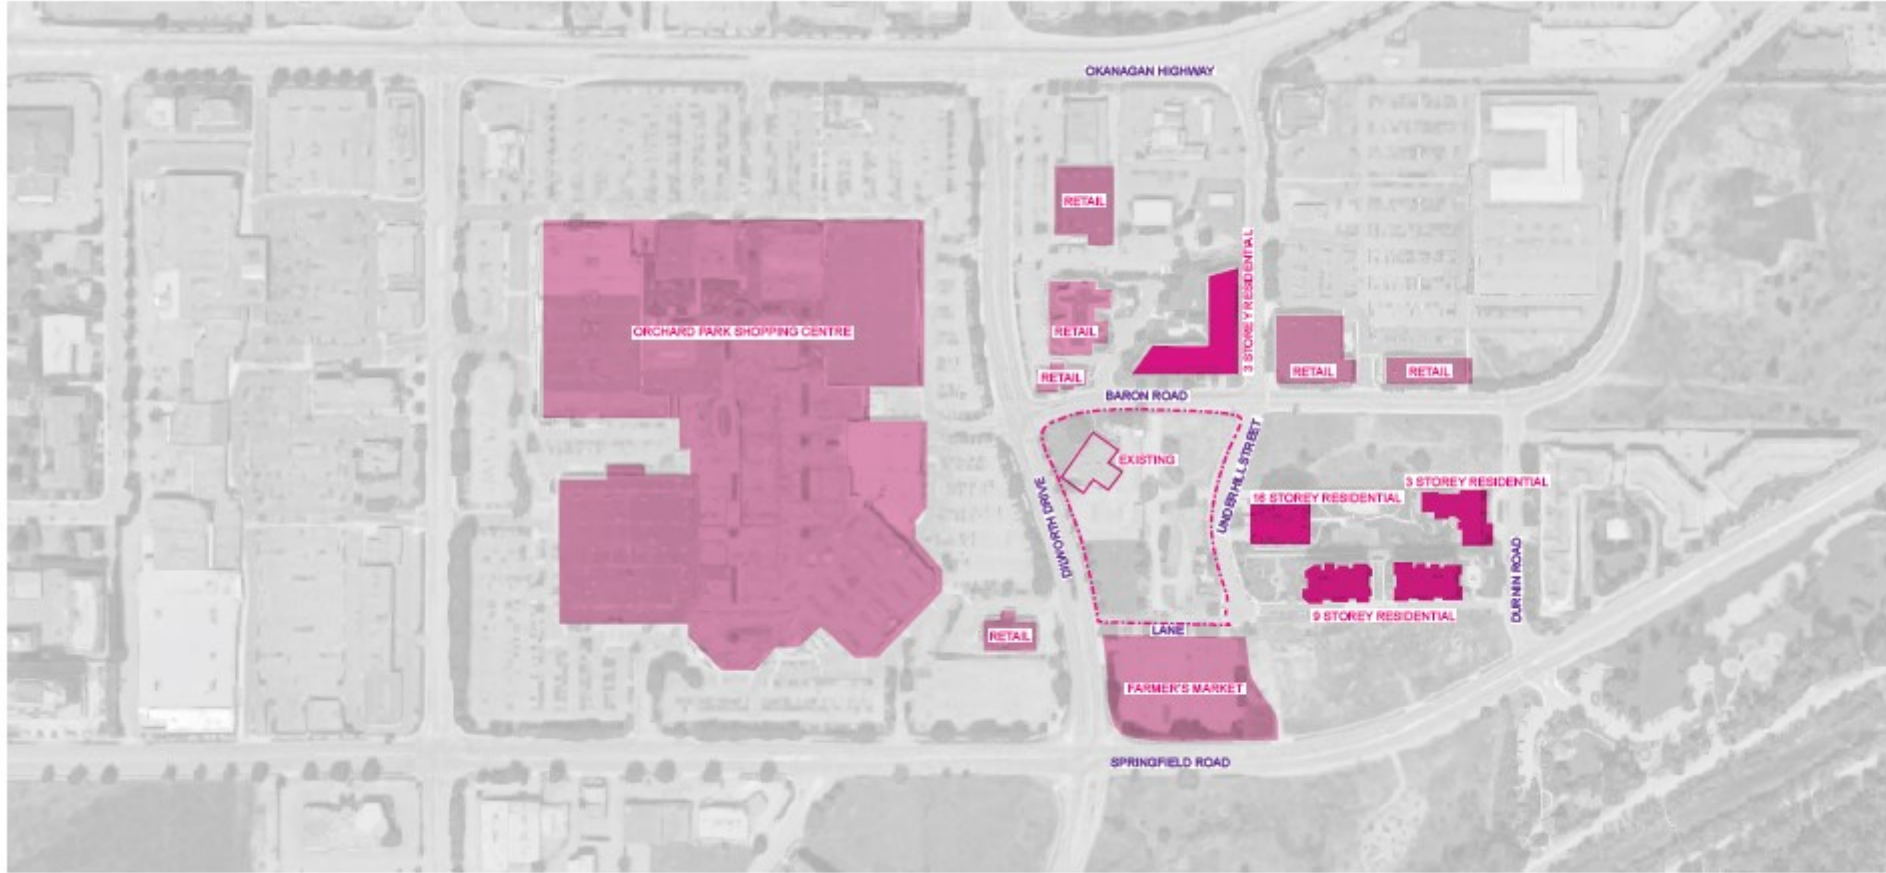 OKANAGAN HIGHWAY
RETAIL
3 STOREY RESIDENTIAL
ORCHARD PARK SHOPPING CENTRE
RETAIL
RETAIL
RETAIL
RETAIL
BARON ROAD
EXISTING
UNDERHILL STREET
DILWORTH DRIVE
3 STOREY RESIDENTIAL
16 STOREY RESIDENTIAL
DURNIN ROAD
9 STOREY RESIDENTIAL
LANE
RETAIL
FARMER'S MARKET
SPRINGFIELD ROAD